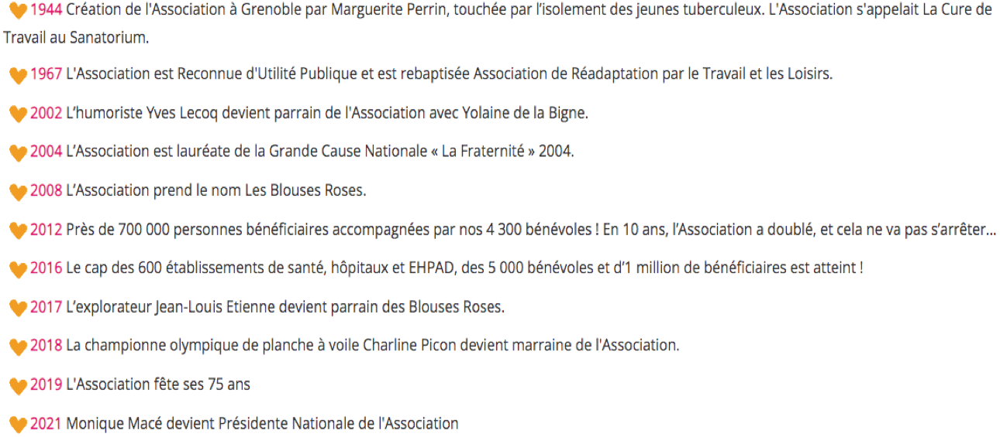 1944 Création de l'Association à Grenoble par Marguerite Perrin, touchée par l’isolement des jeunes tuberculeux. L'Association s'appelait La Cure de
Travail au Sanatorium.
1967 L'Association est Reconnue d'Utilité Publique et est rebaptisée Association de Réadaptation par le Travail et les Loisirs.
2002 L’humoriste Yves Lecoq devient parrain de l'Association avec Yolaine de la Bigne.
2004 L’Association est lauréate de la Grande Cause Nationale « La Fraternité » 2004.
2008 L’Association prend le nom Les Blouses Roses.
2012 Près de 700 000 personnes bénéficiaires accompagnées par nos 4 300 bénévoles ! En 10 ans, l’Association a doublé, et cela ne va pas s’arrêter...
2016 Le cap des 600 établissements de santé, hôpitaux et EHPAD, des 5 000 bénévoles et d’1 million de bénéficiaires est atteint !
2017 L’explorateur Jean-Louis Etienne devient parrain des Blouses Roses.
2018 La championne olympique de planche à voile Charline Picon devient marraine de l'Association.
2019 L'Association fête ses 75 ans
2021 Monique Macé devient Présidente Nationale de l'Association